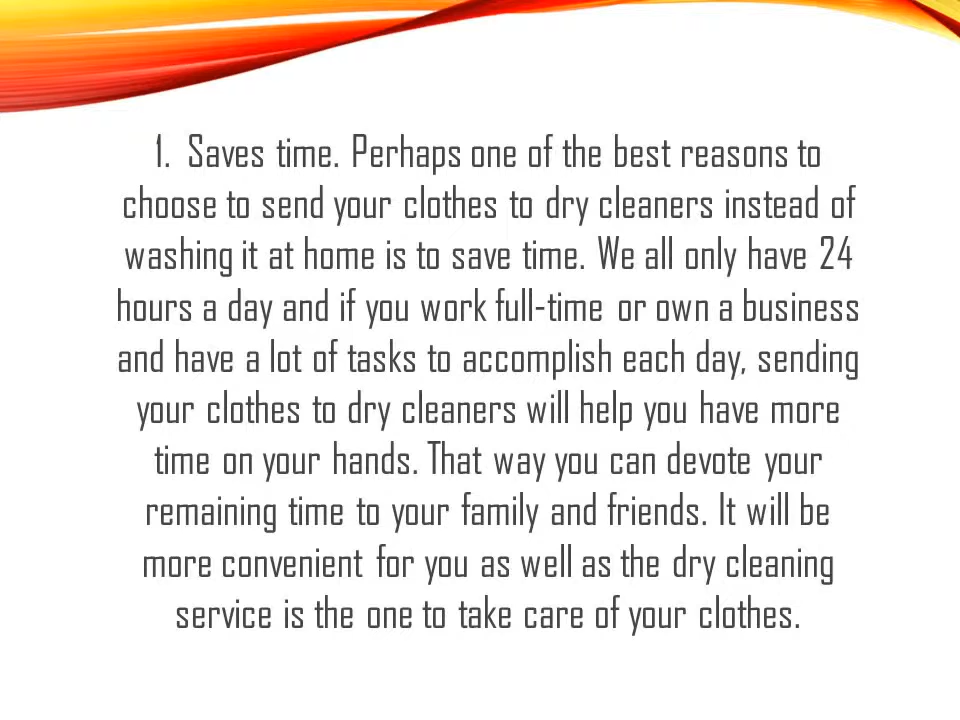 1. Saves time. Perhaps one of the best reasons to
choose to send your clothes to dry cleaners instead of
washing it at home is to save time. We all only have 24
hours a day and if you work full-time or own a business
and have a lot of tasks to accomplish each day, sending
your clothes to dry cleaners will help you have more
time on your hands. That way you can devote your
remaining time to your family and friends. It will be
more convenient for you as well as the dry cleaning
service is the one to take care of your clothes.